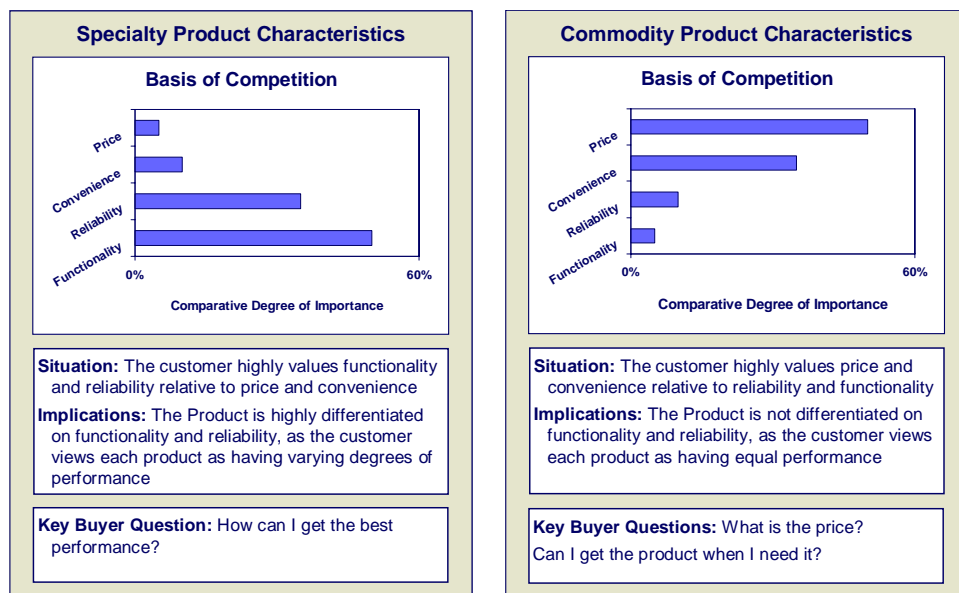 Specialty Product Characteristics
Basis of Competition
Price
Convenience
Reliability
Functionality
0%
60%
Comparative Degree of Importance
Situation: The customer highly values functionality
and reliability relative to price and convenience
Implications: The Product is highly differentiated
on functionality and reliability, as the customer
views each product as having varying degrees of
performance
Key Buyer Question: How can I get the best
performance?
Commodity Product Characteristics
Basis of Competition
Price
Convenience
Reliability
Functionality
0%
60%
Comparative Degree of Importance
Situation: The customer highly values price and
convenience relative to reliability and functionality
Implications: The Product is not differentiated on
functionality and reliability, as the customer views
each product as having equal performance
Key Buyer Questions: What is the price?
Can I get the product when I need it?